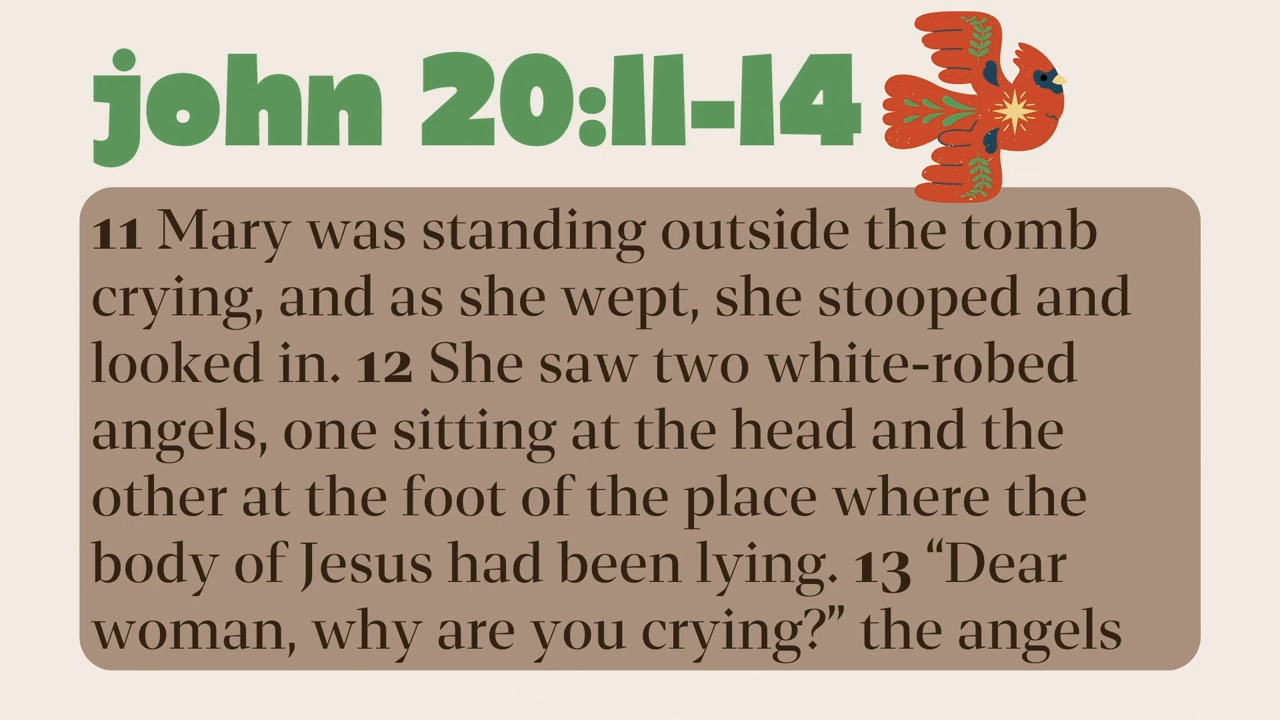 john 20:11-14
11 Mary was standing outside the tomb
crying, and as she wept, she stooped and
looked in. 12 She saw two white-robed
angels, one sitting at the head and the
other at the foot of the place where the
body of Jesus had been lying. 13 “Dear
woman, why are you crying?” the angels